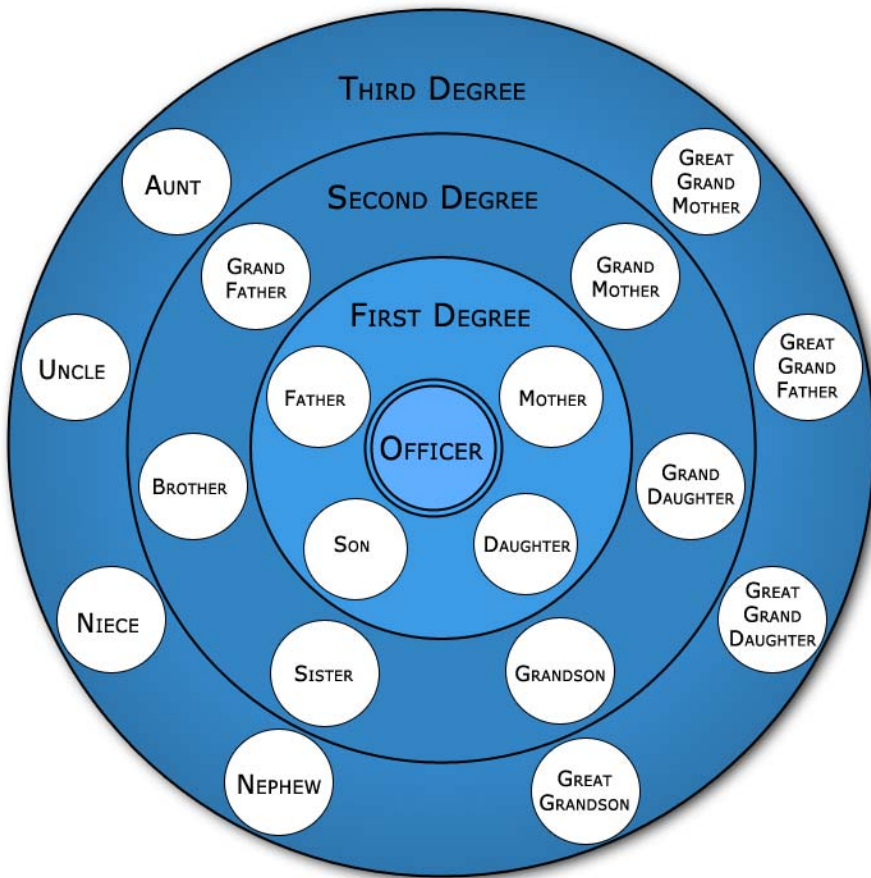 Third Degree
Aunt
Great
Grand
Mother
Second Degree
Grand
Father
Grand
Mother
First Degree
Uncle
Great
Grand
Father
Father
Mother
Officer
Brother
Grand
Daughter
Son
Daughter
Niece
Great
Grand
Daughter
Sister
Grandson
Nephew
Great
Grandson